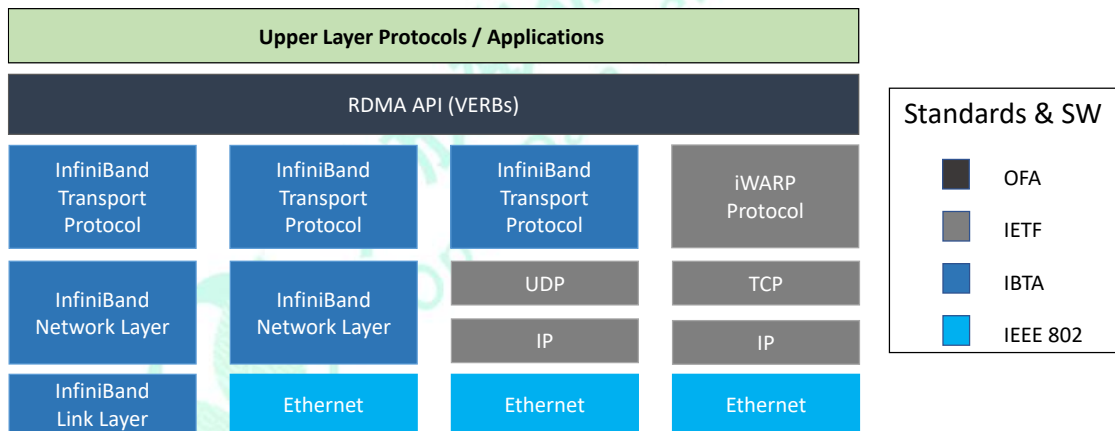 Upper Layer Protocols / Applications
RDMA API (VERBs)
InfiniBand
Transport
Protocol
InfiniBand
Transport
Protocol
InfiniBand
Transport
Protocol
iWARP
Protocol
InfiniBand
Network Layer
InfiniBand
Network Layer
UDP
TCP
IP
IP
InfiniBand
Link Layer
Ethernet
Ethernet
Ethernet
Standards & SW
OFA
IETF
IBTA
IEEE 802